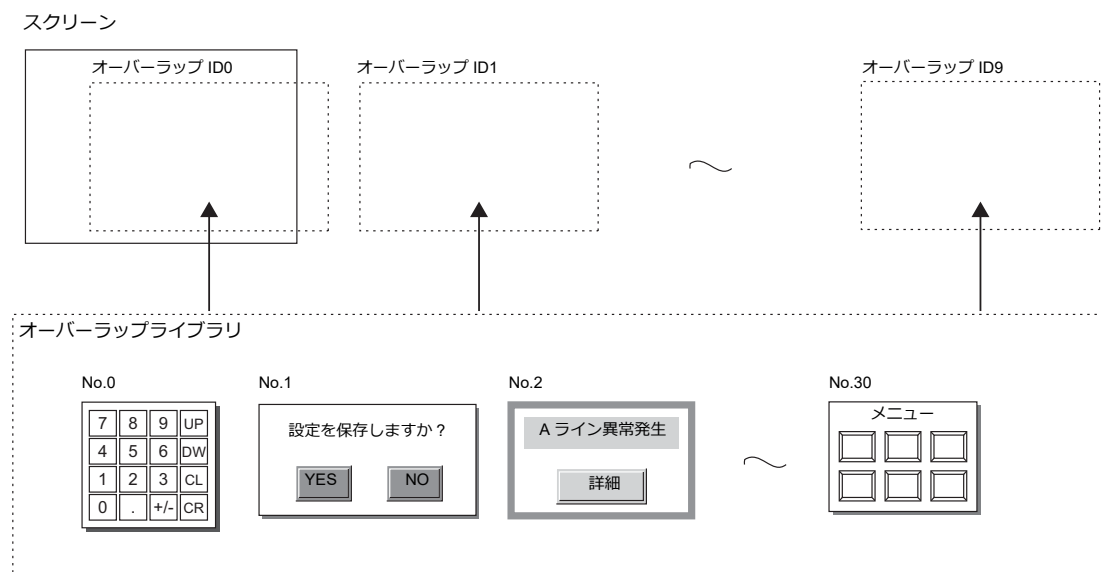 スクリーン
オーバーラップ ID0
オーバーラップ ID1
オーバーラップ ID9
～
オーバーラップライブラリ
No.0
No.1
No.2
No.30
7 8 9 UP
4 5 6 DW
1 2 3 CL
0 . +/- CR
設定を保存しますか？
YES NO
A ライン異常発生
詳細
～
メニュー